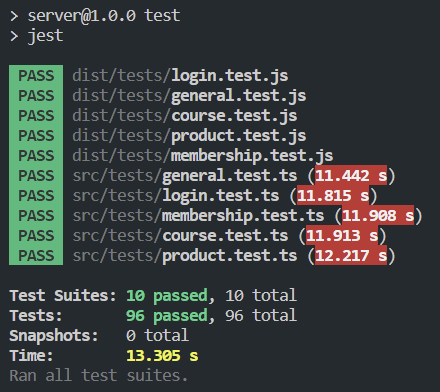 > server@1.0.0 test
> jest
PASS dist/tests/login.test.js
PASS dist/tests/general.test.js
PASS dist/tests/course.test.js
PASS dist/tests/product.test.js
PASS dist/tests/membership.test.js
PASS src/tests/general.test.ts (11.442 s)
PASS src/tests/login.test.ts (11.815 s)
PASS src/tests/membership.test.ts (11.908 s)
PASS src/tests/course.test.ts (11.913 s)
PASS src/tests/product.test.ts (12.217 s)
Test Suites: 10 passed, 10 total
Tests: 96 passed, 96 total
Snapshots: 0 total
Time: 13.305 s
Ran all test suites.